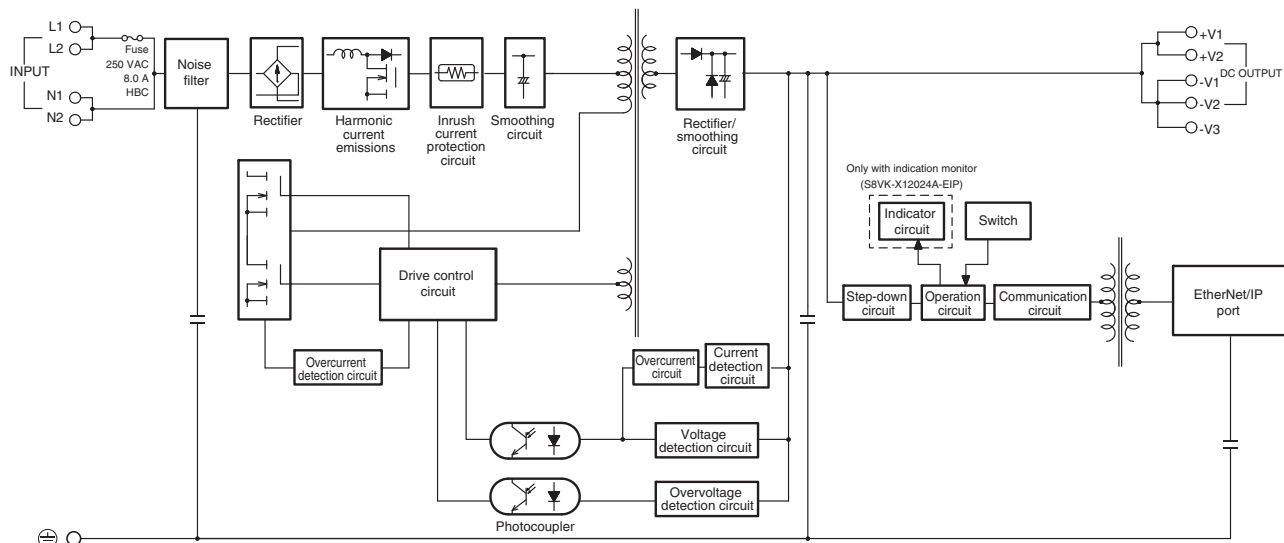 L1
L2
INPUT
N1
N2
Fuse
250 VAC
8.0 A
HBC
Noise
filter
Rectifier
Harmonic
current
emissions
Inrush
current
protection
circuit
Smoothing
circuit
Rectifier/
smoothing
circuit
+V1
+V2
DC OUTPUT
-V1
-V2
-V3
Only with indication monitor
(S8VK-X12024A-EIP)
Indicator
circuit
Switch
Drive control
circuit
Step-down
circuit
Operation
circuit
Communication
circuit
EtherNet/IP
port
Overcurrent
detection circuit
Overcurrent
circuit
Current
detection
circuit
Voltage
detection circuit
Overvoltage
detection circuit
Photocoupler